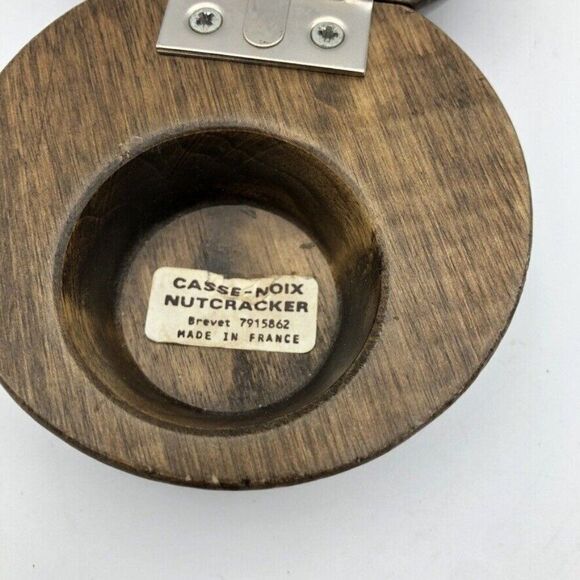 CASSE-NOIX
NUTCRACKER
Brevet 7915862
MADE IN FRANCE